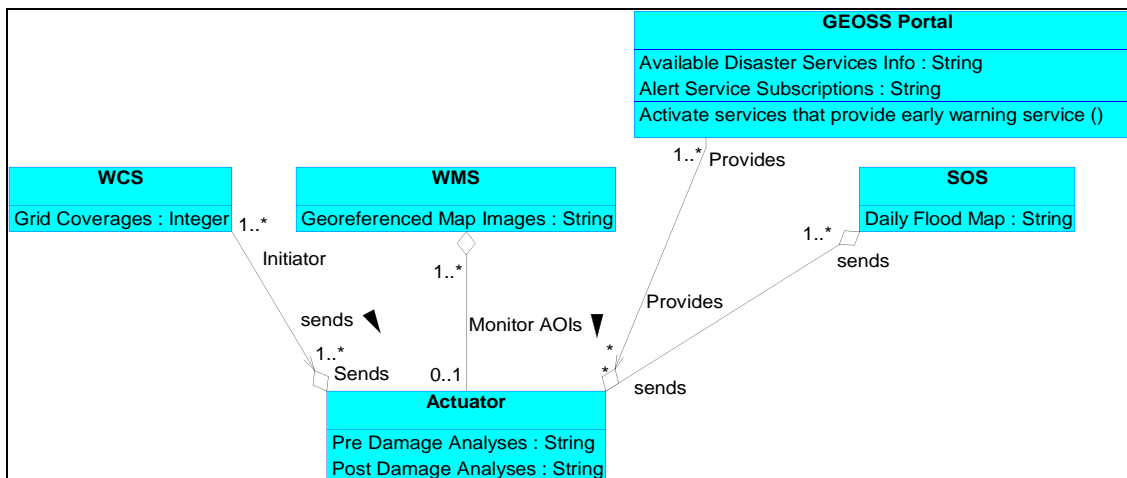 GEOSS Portal
Available Disaster Services Info : String
Alert Service Subscriptions : String
Activate services that provide early warning service ()
1..* Provides
WCS
Grid Coverages : Integer
WMS
Georeferenced Map Images : String
SOS
Daily Flood Map : String
1..*
Initiator
1..*
1..*
sends
sends
Monitor AOIs
Provides
1..*
Sends
0..1
*
*
sends
Actuator
Pre Damage Analyses : String
Post Damage Analyses : String